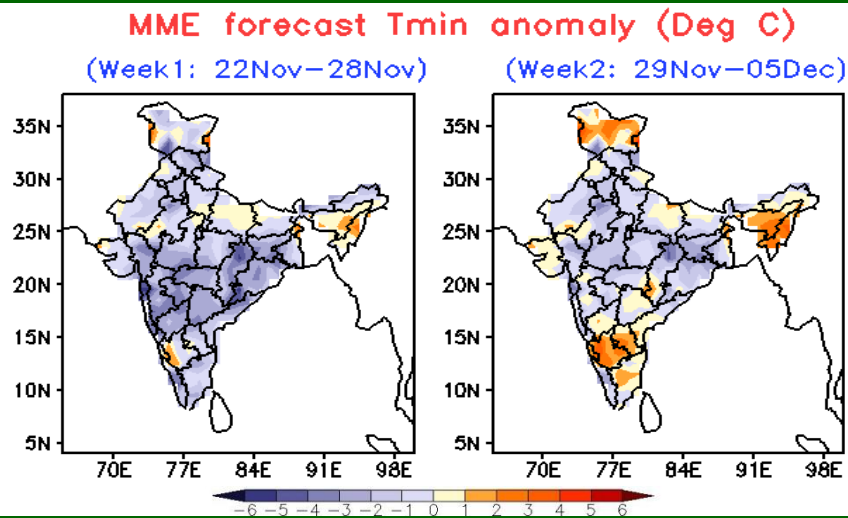 MME forecast Tmin anomaly (Deg C)
(Week1: 22Nov−28Nov)
(Week2: 29Nov−05Dec)
35N
30N
25N
20N
15N
10N
5N
70E 77E 84E 91E 98E
35N
30N
25N
20N
15N
10N
5N
70E 77E 84E 91E 98E
−6 −5 −4 −3 −2 −1 0 1 2 3 4 5 6